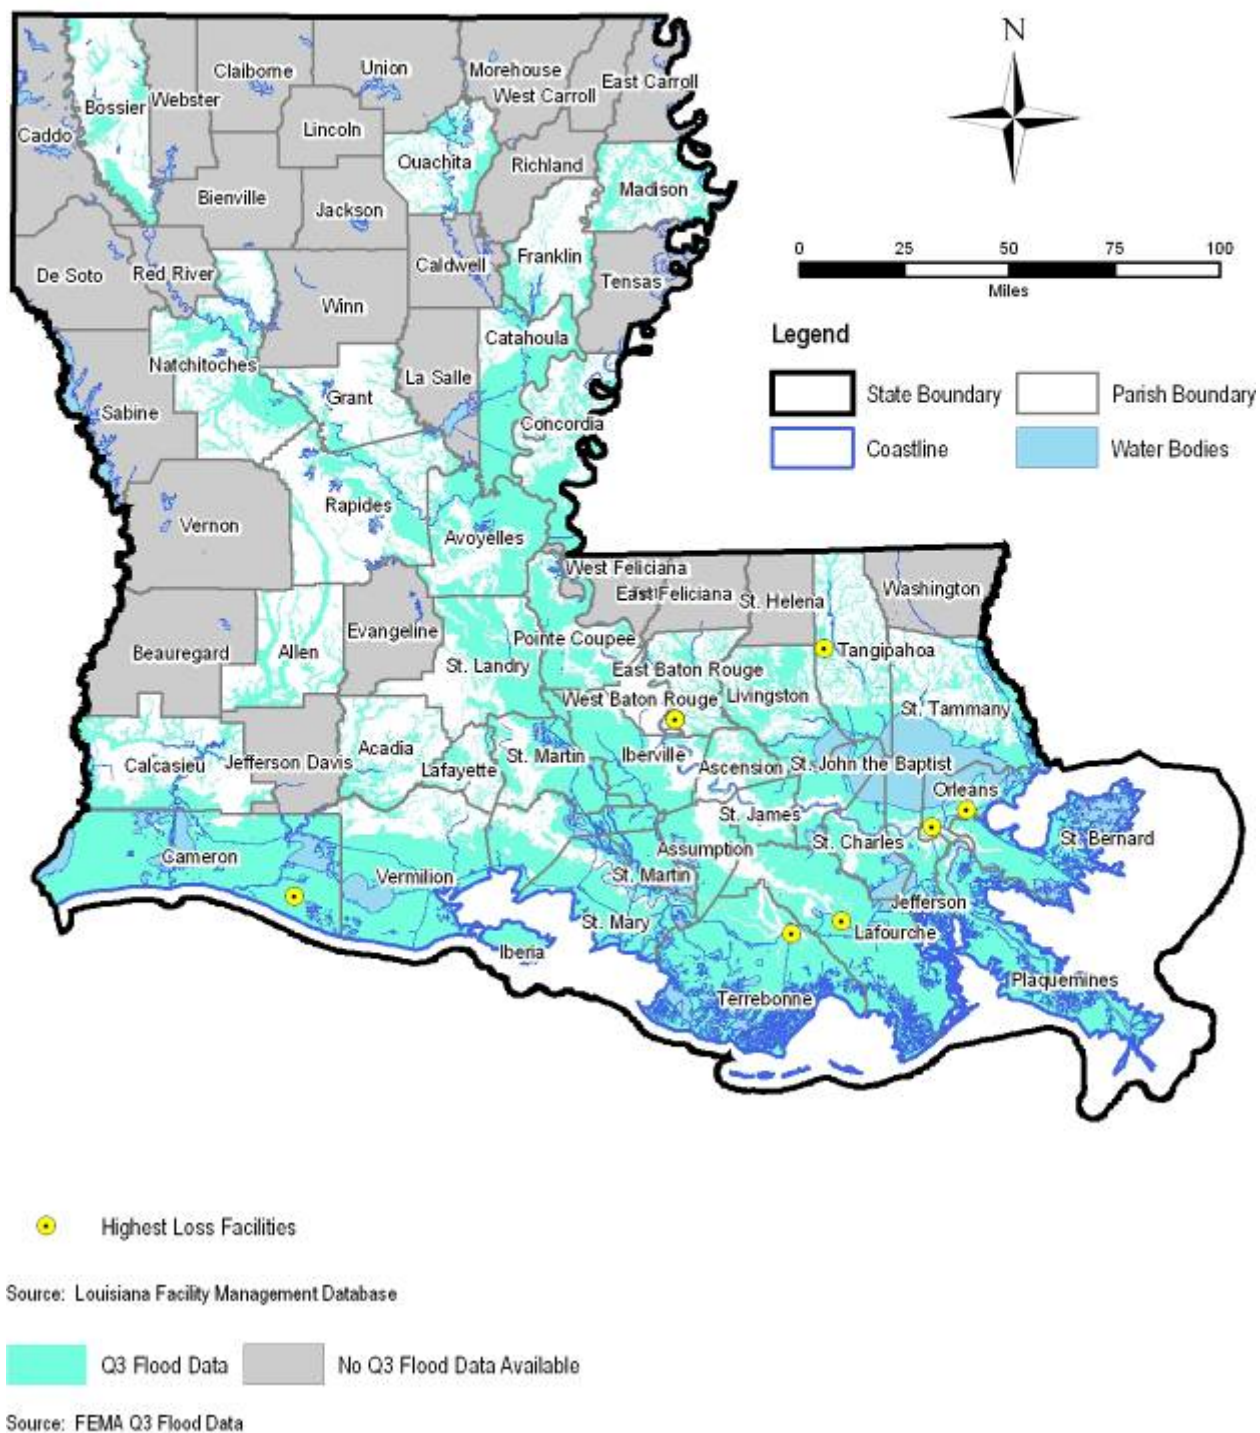 N
Claiborne
Union
Morehouse
West Carroll
East Carroll
Bossier
Webster
Caddo
Lincoln
Ouachita
Richland
Madison
Bienville
Jackson
De Soto
Red River
Caldwell
Franklin
Tensas
Winn
0 25 50 75 100
Miles
Legend
State Boundary
Parish Boundary
Coastline
Water Bodies
Natchitoches
Catahoula
La Salle
Grant
Sabine
Concordia
Rapides
Vernon
Avoyelles
West Feliciana
East Feliciana
St. Helena
Washington
Evangeline
Beauregard
Allen
Pointe Coupee
Tangipahoa
St. Landry
East Baton Rouge
West Baton Rouge
Livingston
St. Tammany
Acadia
Lafayette
St. Martin
Iberville
Ascension
St. John the Baptist
Calcasieu
Jefferson Davis
Orleans
St. James
St. Charles
St. Bernard
Cameron
Vermilion
Assumption
St. Martin
Jefferson
St. Mary
Lafourche
Iberia
Terrebonne
Plaquemines
Highest Loss Facilities
Source: Louisiana Facility Management Database
Q3 Flood Data
No Q3 Flood Data Available
Source: FEMA Q3 Flood Data